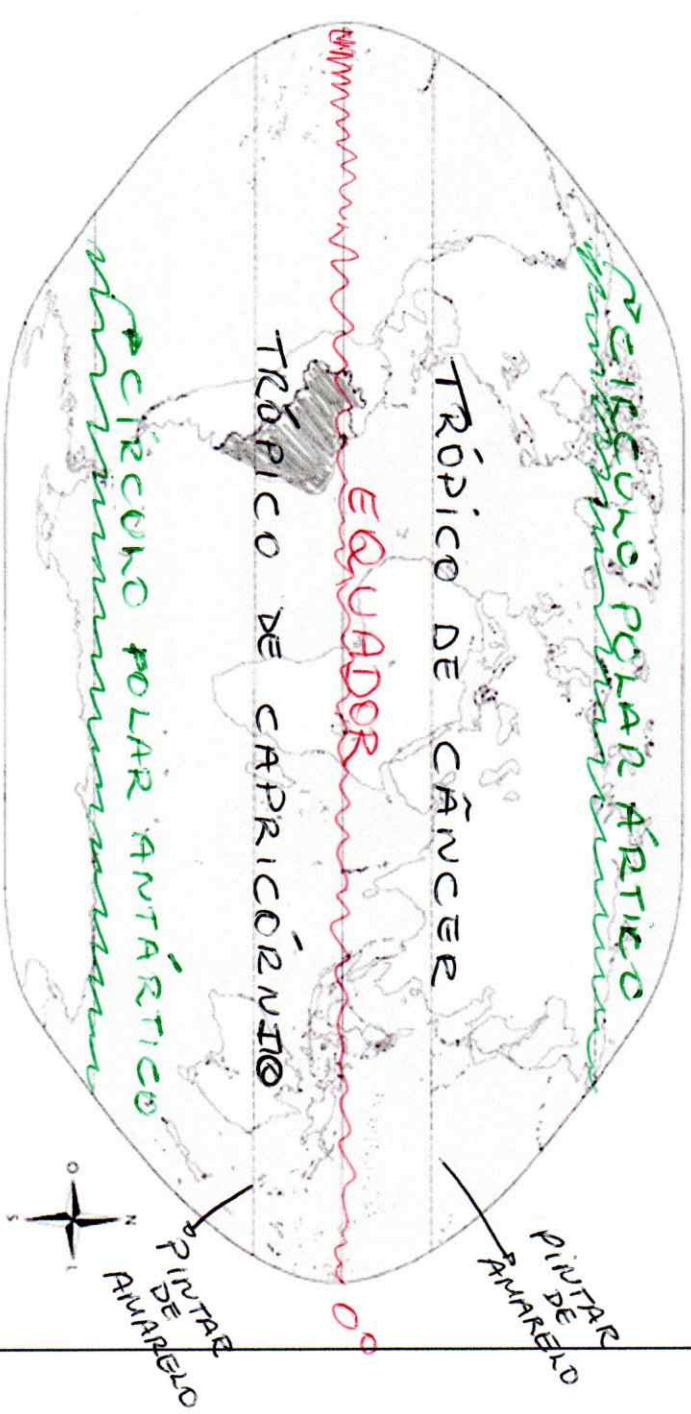 CÍRCULO POLAR ÁRTICO
TRÓPICO DE CÂNCER
PINTAR
DE
AMARELO
EQUADOR
0º
TRÓPICO DE CAPRICÓRNIO
PINTAR
DE
AMARELO
CÍRCULO POLAR ANTÁRTICO
N
O
L
S